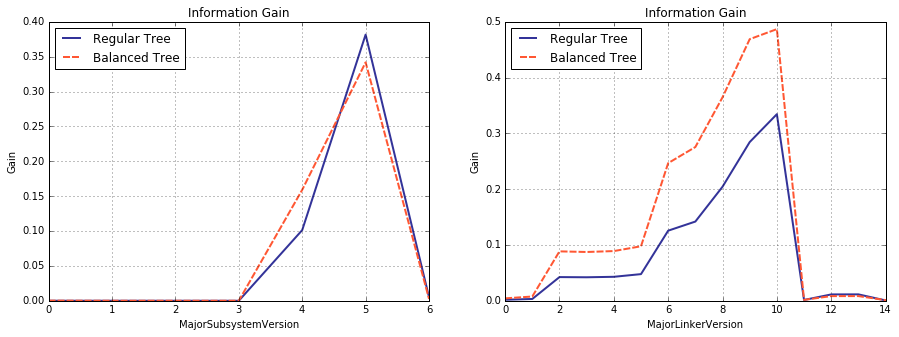 Information Gain
Regular Tree
Balanced Tree
Gain
0.40
0.35
0.30
0.25
0.20
0.15
0.10
0.05
0.00
0 1 2 3 4 5 6
MajorSubsystemVersion
Information Gain
Regular Tree
Balanced Tree
Gain
0.5
0.4
0.3
0.2
0.1
0.0
0 2 4 6 8 10 12 14
MajorLinkerVersion